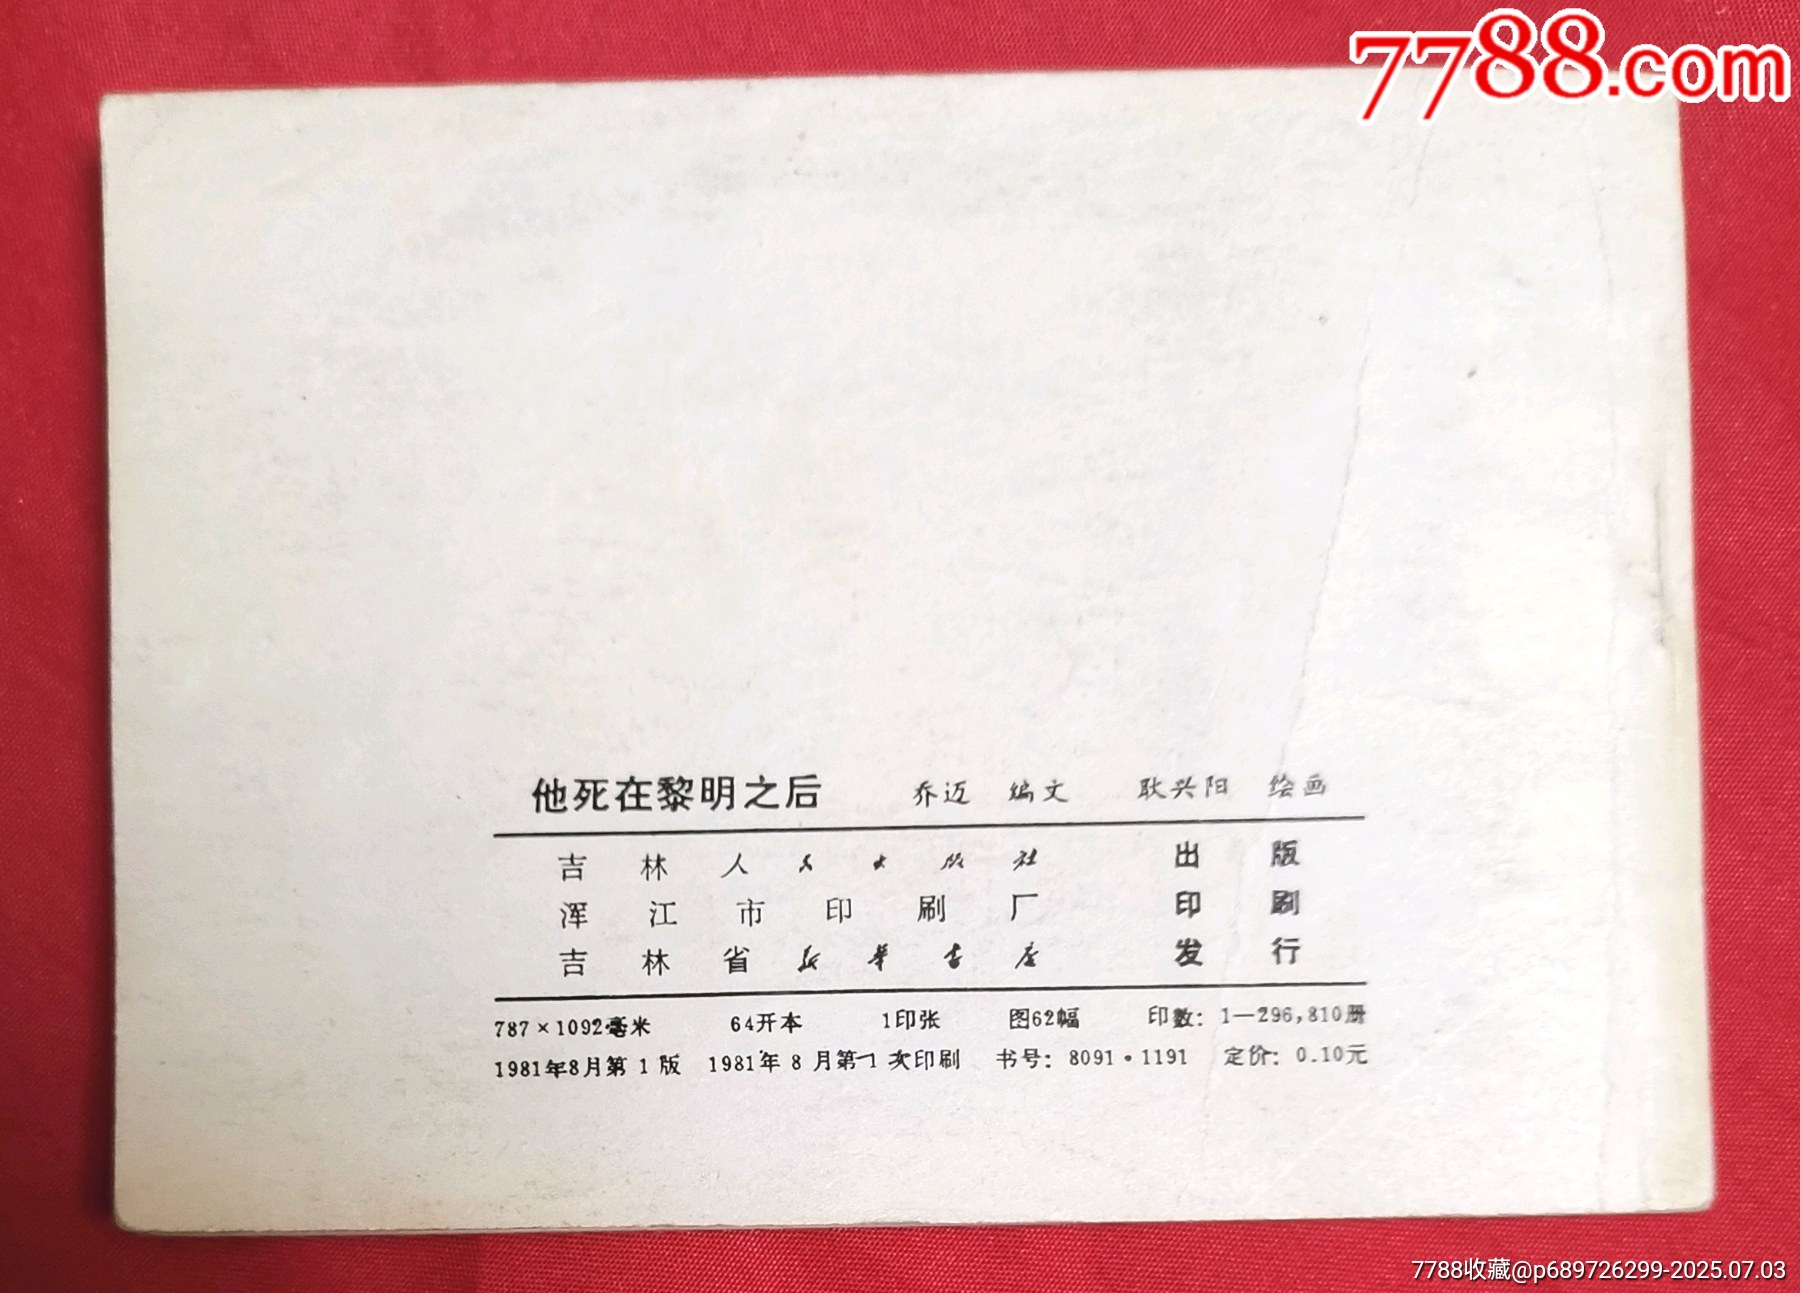 7788.com
他死在黎明之后 乔迈 编文 耿兴阳 绘画
吉林人民出版社 出版
浑江市印刷厂 印刷
吉林省新华书店 发行
787×1092毫米 64开本 1印张 图62幅 印数：1—296,810册
1981年8月第1版 1981年8月第1次印刷 书号：8091·1191 定价：0.10元
7788收藏@p689726299-2025.07.03